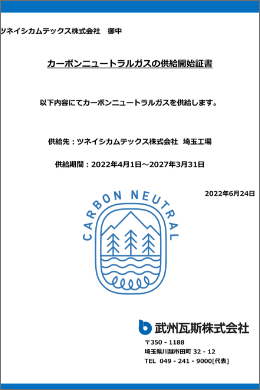 ツネイシカムテックス株式会社 御中
カーボンニュートラルガスの供給開始証書
以下内容にてカーボンニュートラルガスを供給します。
供給先：ツネイシカムテックス株式会社 埼玉工場
供給期間：2022年4月1日～2027年3月31日
2022年6月24日
CARBON NEUTRAL
武州瓦斯株式会社
〒350-1188
埼玉県川越市田町 32-12
TEL 049-241-9000[代表]